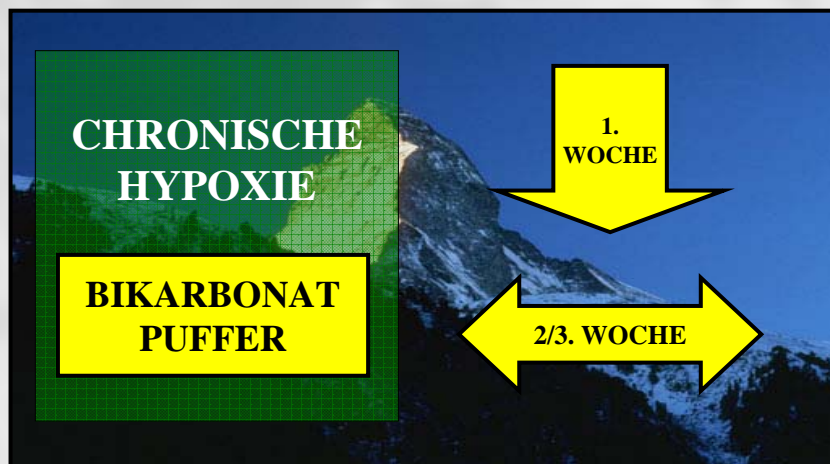 CHRONISCHE
HYPOXIE
BIKARBONAT
PUFFER
1.
WOCHE
2/3. WOCHE